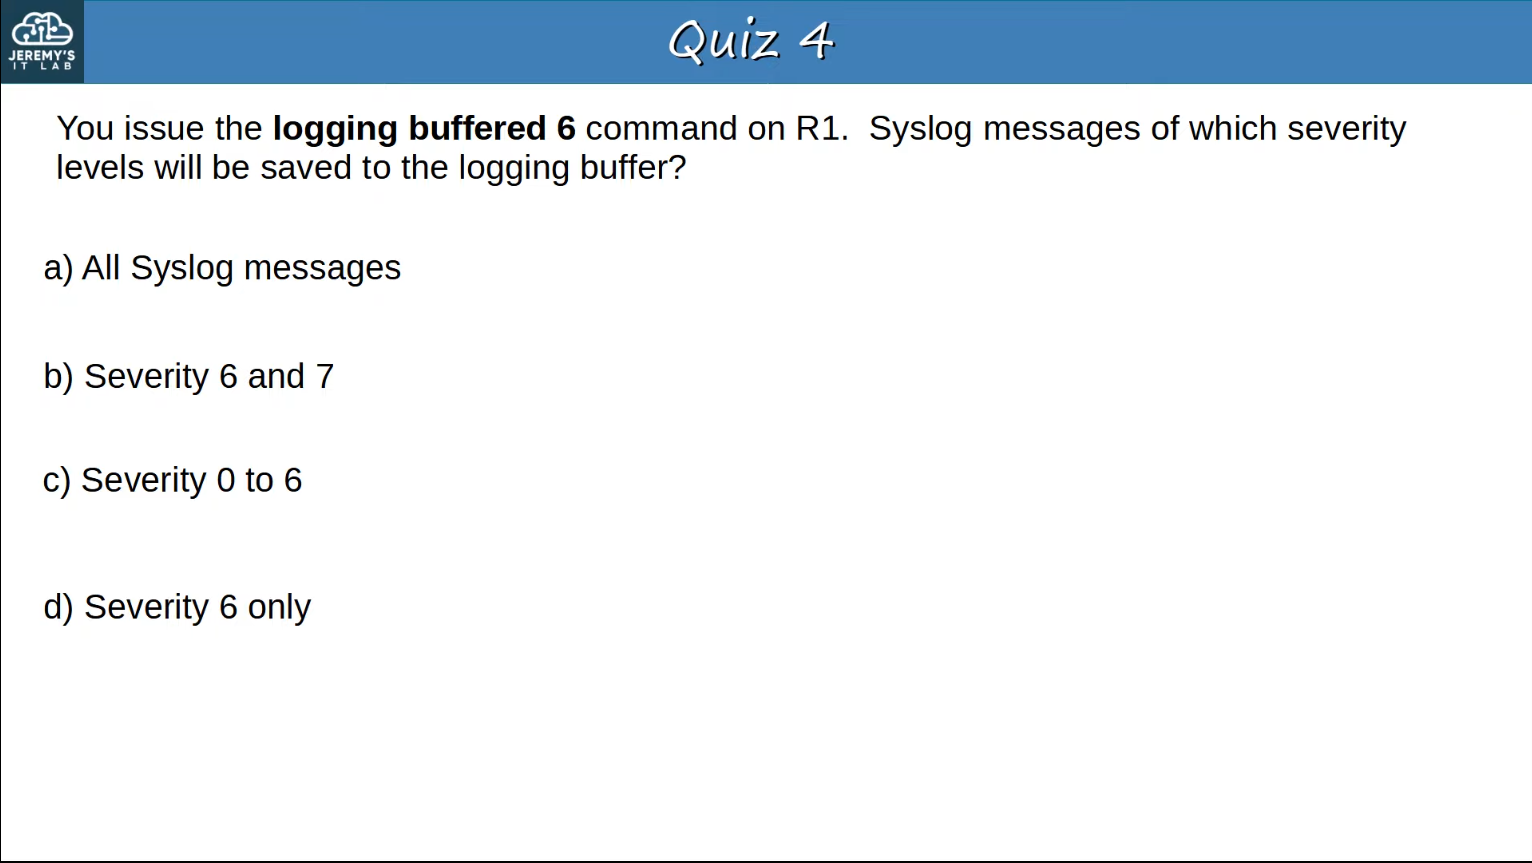 JEREMY'S
IT LAB
Quiz 4
You issue the logging buffered 6 command on R1.  Syslog messages of which severity
levels will be saved to the logging buffer?
a) All Syslog messages
b) Severity 6 and 7
c) Severity 0 to 6
d) Severity 6 only